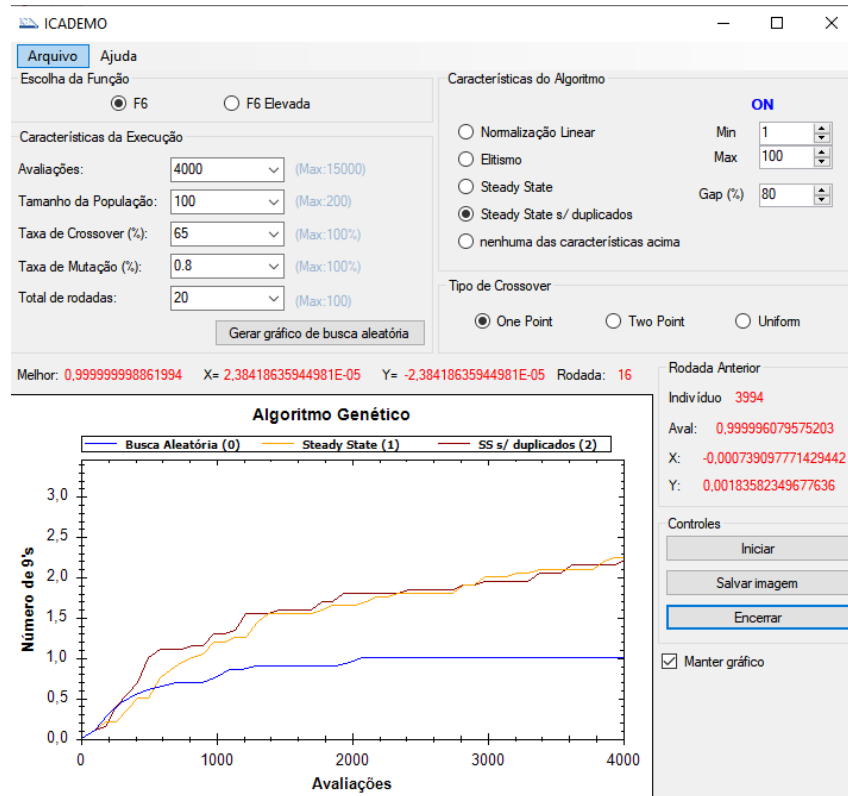 ICADEMO
Arquivo Ajuda
Escolha da Função
F6 F6 Elevada
Características da Execução
Avaliações: 4000 (Max:15000)
Tamanho da População: 100 (Max:200)
Taxa de Crossover (%): 65 (Max:100%)
Taxa de Mutação (%): 0.8 (Max:100%)
Total de rodadas: 20 (Max:100)
Gerar gráfico de busca aleatória
Características do Algoritmo
ON
Normalização Linear Min 1
Elitismo Max 100
Steady State Gap (%) 80
Steady State s/ duplicados
nenhuma das características acima
Tipo de Crossover
One Point Two Point Uniform
Melhor: 0,999999998861994 X= 2,38418635944981E-05 Y= -2,38418635944981E-05 Rodada: 16
Algoritmo Genético
Busca Aleatória (0) Steady State (1) SS s/ duplicados (2)
Número de 9's
3,0
2,5
2,0
1,5
1,0
0,5
0,0
0 1000 2000 3000 4000
Avaliações
Rodada Anterior
Indivíduo 3994
Aval: 0,999996079575203
X: -0,000739097771429442
Y: 0,00183582349677636
Controles
Iniciar
Salvar imagem
Encerrar
Manter gráfico